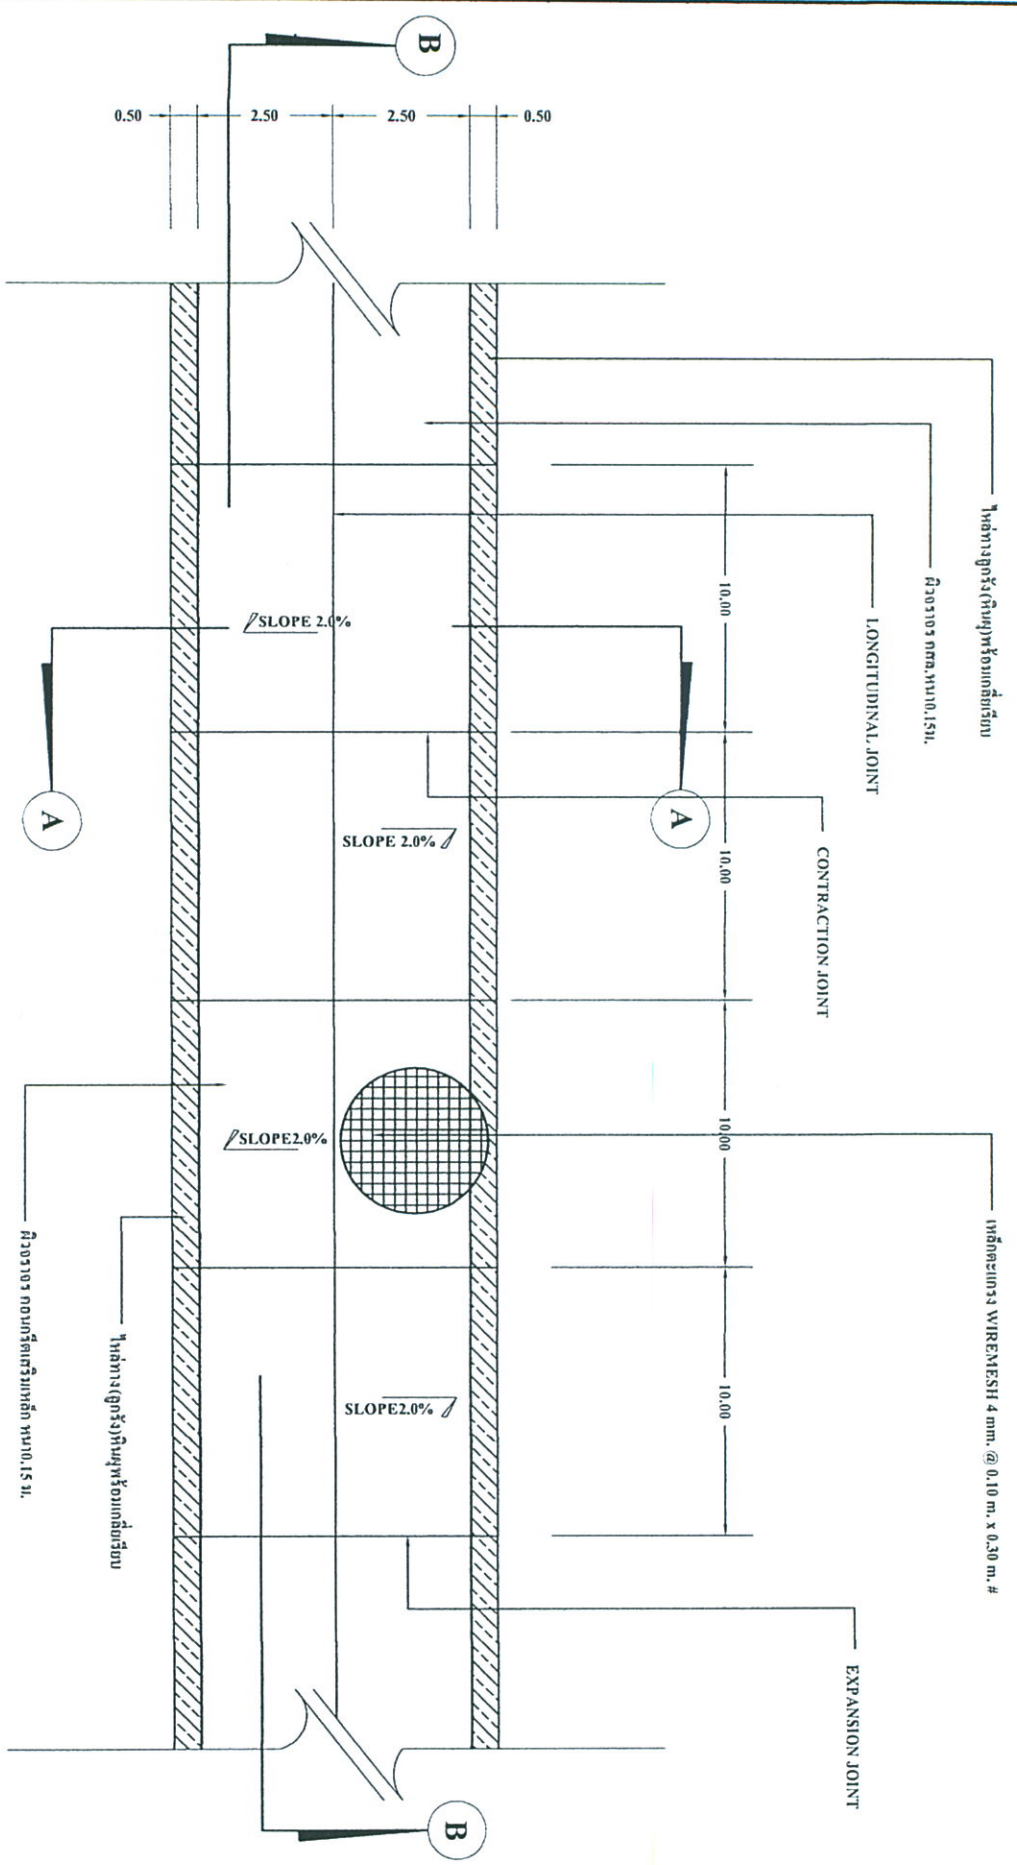 B
0.50
2.50
2.50
0.50
ไหล่ทางลูกรัง(หินผุ)พร้อมเกลี่ยเรียบ
ผิวจราจร คสล.หนา0.15ม.
LONGITUDINAL JOINT
CONTRACTION JOINT
10.00
10.00
10.00
10.00
SLOPE 2.0%
SLOPE 2.0%
SLOPE2.0%
SLOPE2.0%
A
A
เหล็กตะแกรง WIREMESH 4 mm. @ 0.10 m. x 0.30 m. #
EXPANSION JOINT
ไหล่ทาง(ลูกรัง)หินผุพร้อมเกลี่ยเรียบ
ผิวจราจร คอนกรีตเสริมเหล็ก หนา0.15 ม.
B